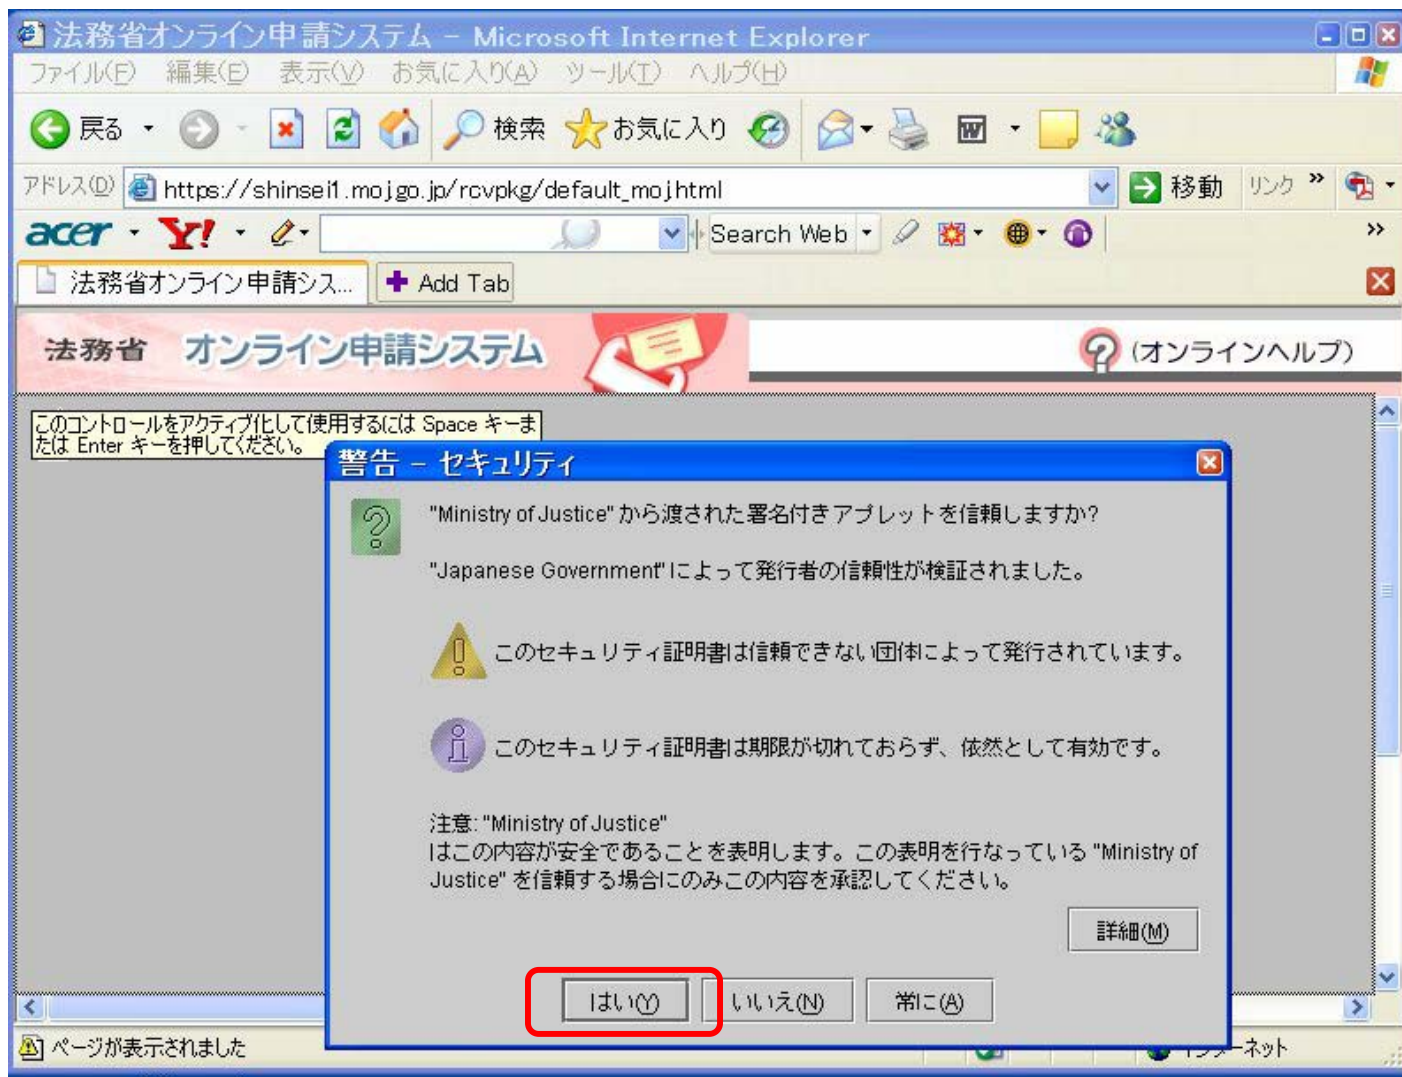 法務省オンライン申請システム - Microsoft Internet Explorer
ファイル(F) 編集(E) 表示(V) お気に入り(A) ツール(T) ヘルプ(H)
戻る 検索 お気に入り
アドレス(D) https://shinsei1.moj.go.jp/rcvpkg/default_moj.html 移動 リンク »
acer Y! Search Web »
法務省オンライン申請シス... Add Tab
法務省 オンライン申請システム (オンラインヘルプ)
このコントロールをアクティブ化して使用するには Space キーま
たは Enter キーを押してください。
警告 - セキュリティ
"Ministry of Justice" から渡された署名付きアプレットを信頼しますか?
"Japanese Government" によって発行者の信頼性が検証されました。
このセキュリティ証明書は信頼できない団体によって発行されています。
このセキュリティ証明書は期限が切れておらず、依然として有効です。
注意: "Ministry of Justice"
はこの内容が安全であることを表明します。この表明を行なっている "Ministry of
Justice" を信頼する場合にのみこの内容を承認してください。
詳細(M)
はい(Y) いいえ(N) 常に(A)
ページが表示されました